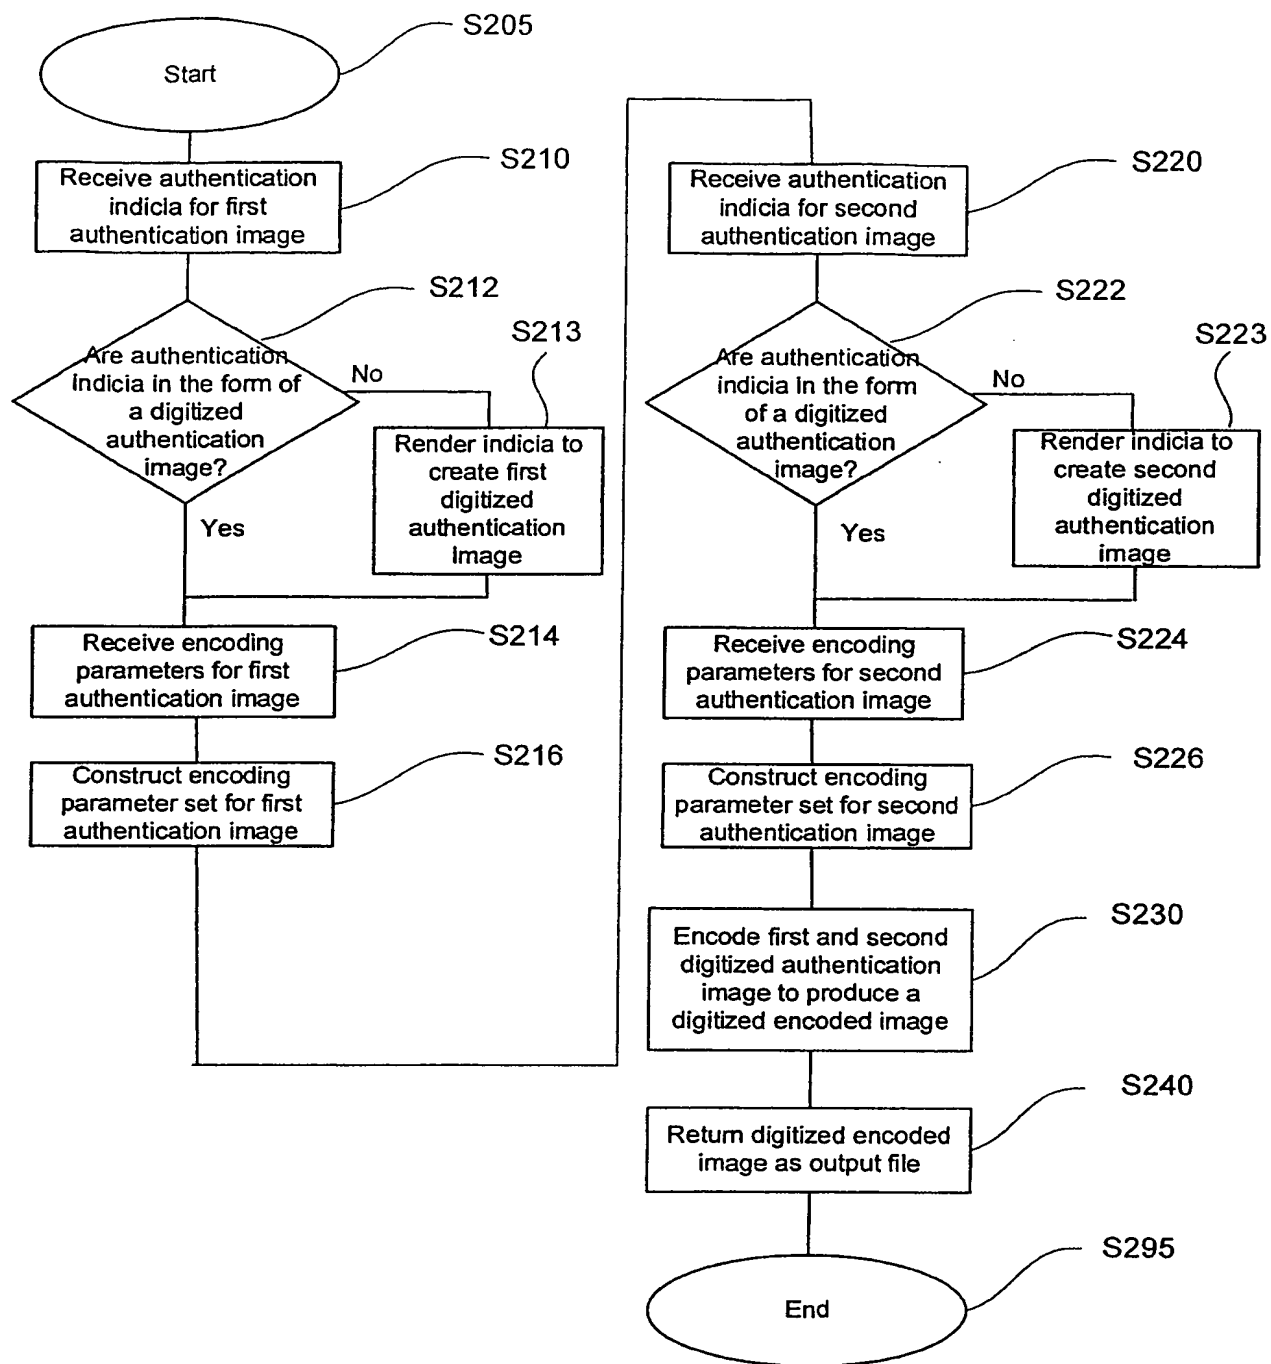 S205
Start
S210
Receive authentication
indicia for first
authentication image
S212
Are authentication
indicia in the form of
a digitized
authentication
image?
No
S213
Render indicia to
create first
digitized
authentication
image
Yes
S214
Receive encoding
parameters for first
authentication image
S216
Construct encoding
parameter set for first
authentication image
S220
Receive authentication
indicia for second
authentication image
S222
Are authentication
indicia in the form
of a digitized
authentication
image?
No
S223
Render indicia to
create second
digitized
authentication
image
Yes
S224
Receive encoding
parameters for second
authentication image
S226
Construct encoding
parameter set for second
authentication image
S230
Encode first and second
digitized authentication
image to produce a
digitized encoded image
S240
Return digitized encoded
image as output file
S295
End